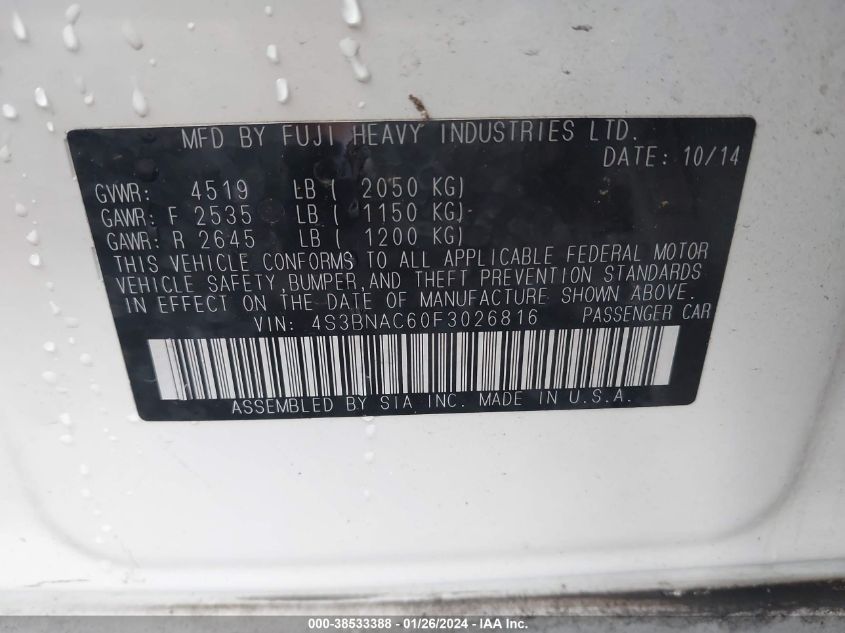 MFD BY FUJI HEAVY INDUSTRIES LTD.
DATE: 10/14
GVWR: 4519 LB ( 2050 KG)
GAWR: F 2535 LB ( 1150 KG)
GAWR: R 2645 LB ( 1200 KG)
THIS VEHICLE CONFORMS TO ALL APPLICABLE FEDERAL MOTOR
VEHICLE SAFETY,BUMPER,AND THEFT PREVENTION STANDARDS
IN EFFECT ON THE DATE OF MANUFACTURE SHOWN ABOVE.
VIN: 4S3BNAC60F3026816 PASSENGER CAR
ASSEMBLED BY SIA INC. MADE IN U.S.A.
000-38533388 - 01/26/2024 - IAA Inc.